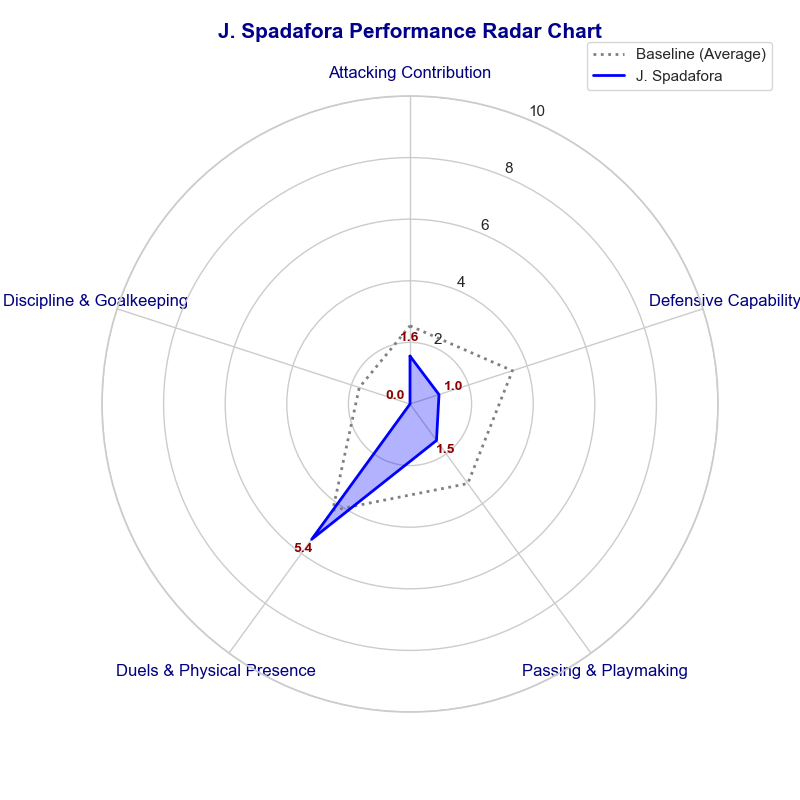 J. Spadafora Performance Radar Chart
Baseline (Average)
J. Spadafora
Attacking Contribution
10
8
6
4
2
Discipline & Goalkeeping
Defensive Capability
1.6
1.0
0.0
1.5
5.4
Duels & Physical Presence
Passing & Playmaking